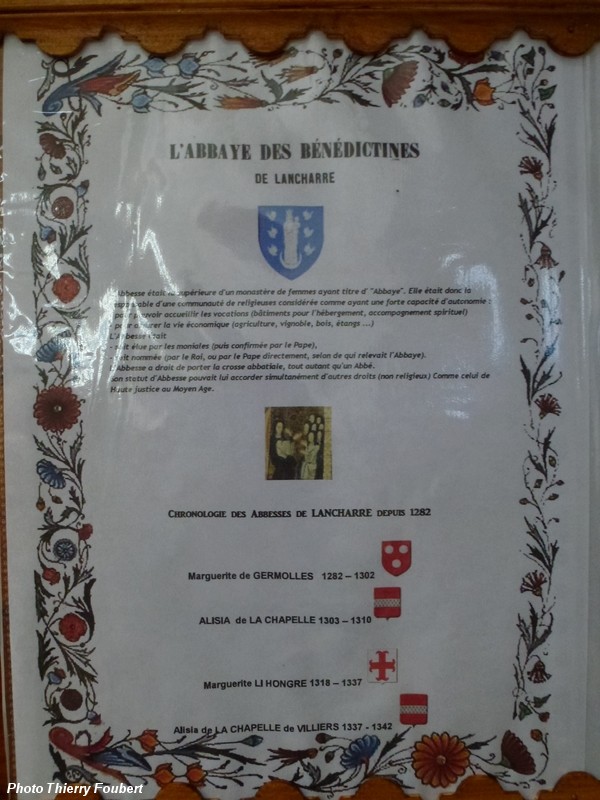 L'ABBAYE DES BÉNÉDICTINES
DE LANCHARRE
Abbesse était supérieure d'un monastère de femmes ayant titre d' "Abbaye". Elle était donc la
responsable d'une communauté de religieuses considérée comme ayant une forte capacité d'autonomie :
pouvoir accueillir les vocations (bâtiments pour l'hébergement, accompagnement spirituel)
pour assurer la vie économique (agriculture, vignoble, bois, étangs ...)
L'Abbesse était
- soit élue par les moniales (puis confirmée par le Pape),
- soit nommée (par le Roi, ou par le Pape directement, selon de qui relevait l'Abbaye).
L'Abbesse a droit de porter la crosse abbatiale, tout autant qu'un Abbé.
Son statut d'Abbesse pouvait lui accorder simultanément d'autres droits (non religieux) Comme celui de
Haute justice au Moyen Age.
CHRONOLOGIE DES ABBESSES DE LANCHARRE DEPUIS 1282
Marguerite de GERMOLLES 1282 – 1302
ALISIA de LA CHAPELLE 1303 – 1310
Marguerite LI HONGRE 1318 – 1337
Alisia de LA CHAPELLE de VILLIERS 1337 - 1342
Photo Thierry Foubert